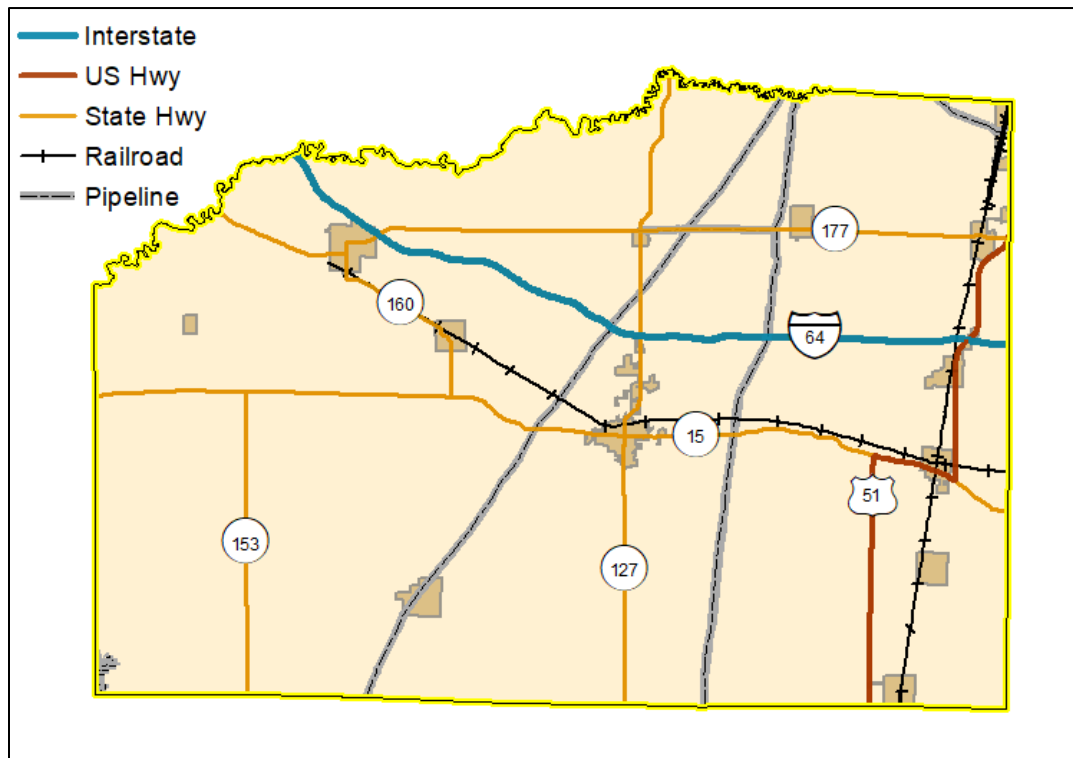 Interstate
US Hwy
State Hwy
Railroad
Pipeline
177
160
64
15
51
153
127